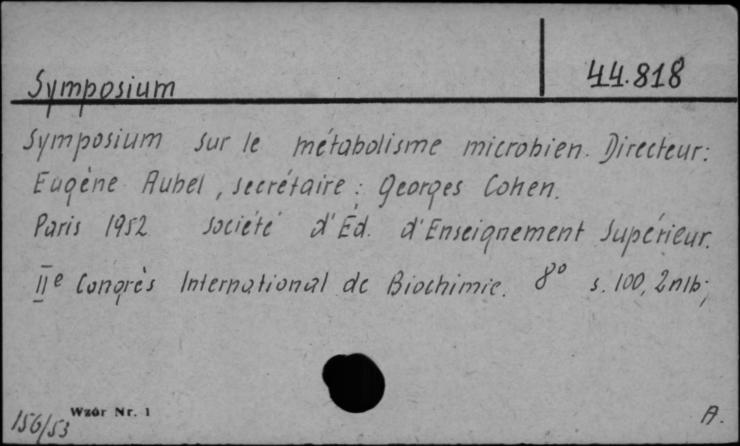 Symposium
44.818
Symposium sur le métabolisme microbien. Directeur:
Eugène Aubel, secrétaire: Georges Cohen.
Paris 1952 Société d'Éd. d'Enseignement Supérieur.
IIe Congrès International de Biochimie. 8° s. 100, 2nlb;
156/53
Wzór Nr. 1
A.